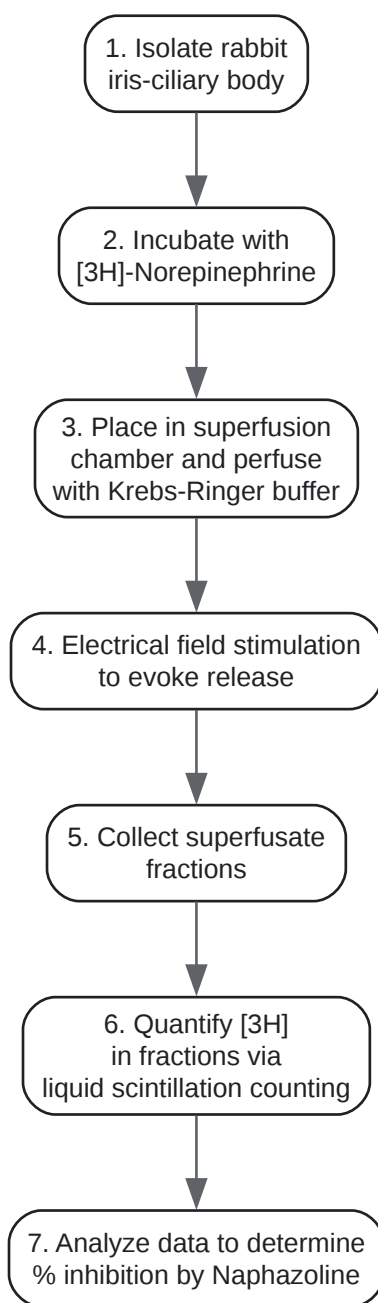 1. Isolate rabbit
iris-ciliary body
2. Incubate with
[3H]-Norepinephrine
3. Place in superfusion
chamber and perfuse
with Krebs-Ringer buffer
4. Electrical field stimulation
to evoke release
5. Collect superfusate
fractions
6. Quantify [3H]
in fractions via
liquid scintillation counting
7. Analyze data to determine
% inhibition by Naphazoline